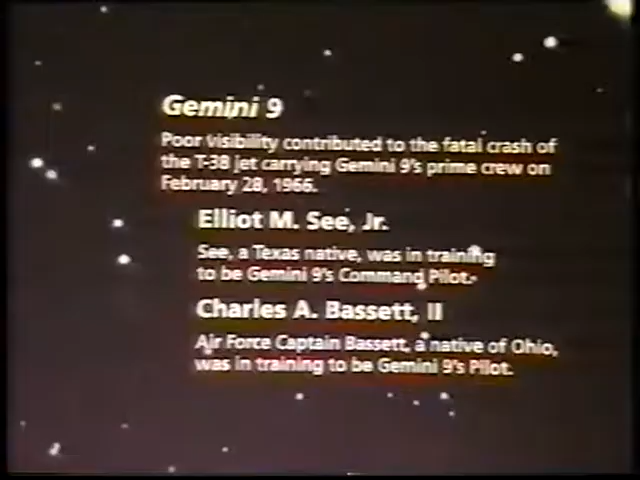 Gemini 9
Poor visibility contributed to the fatal crash of
the T-38 jet carrying Gemini 9's prime crew on
February 28, 1966.
Elliot M. See, Jr.
See, a Texas native, was in training
to be Gemini 9's Command Pilot.
Charles A. Bassett, II
Air Force Captain Bassett, a native of Ohio,
was in training to be Gemini 9's Pilot.